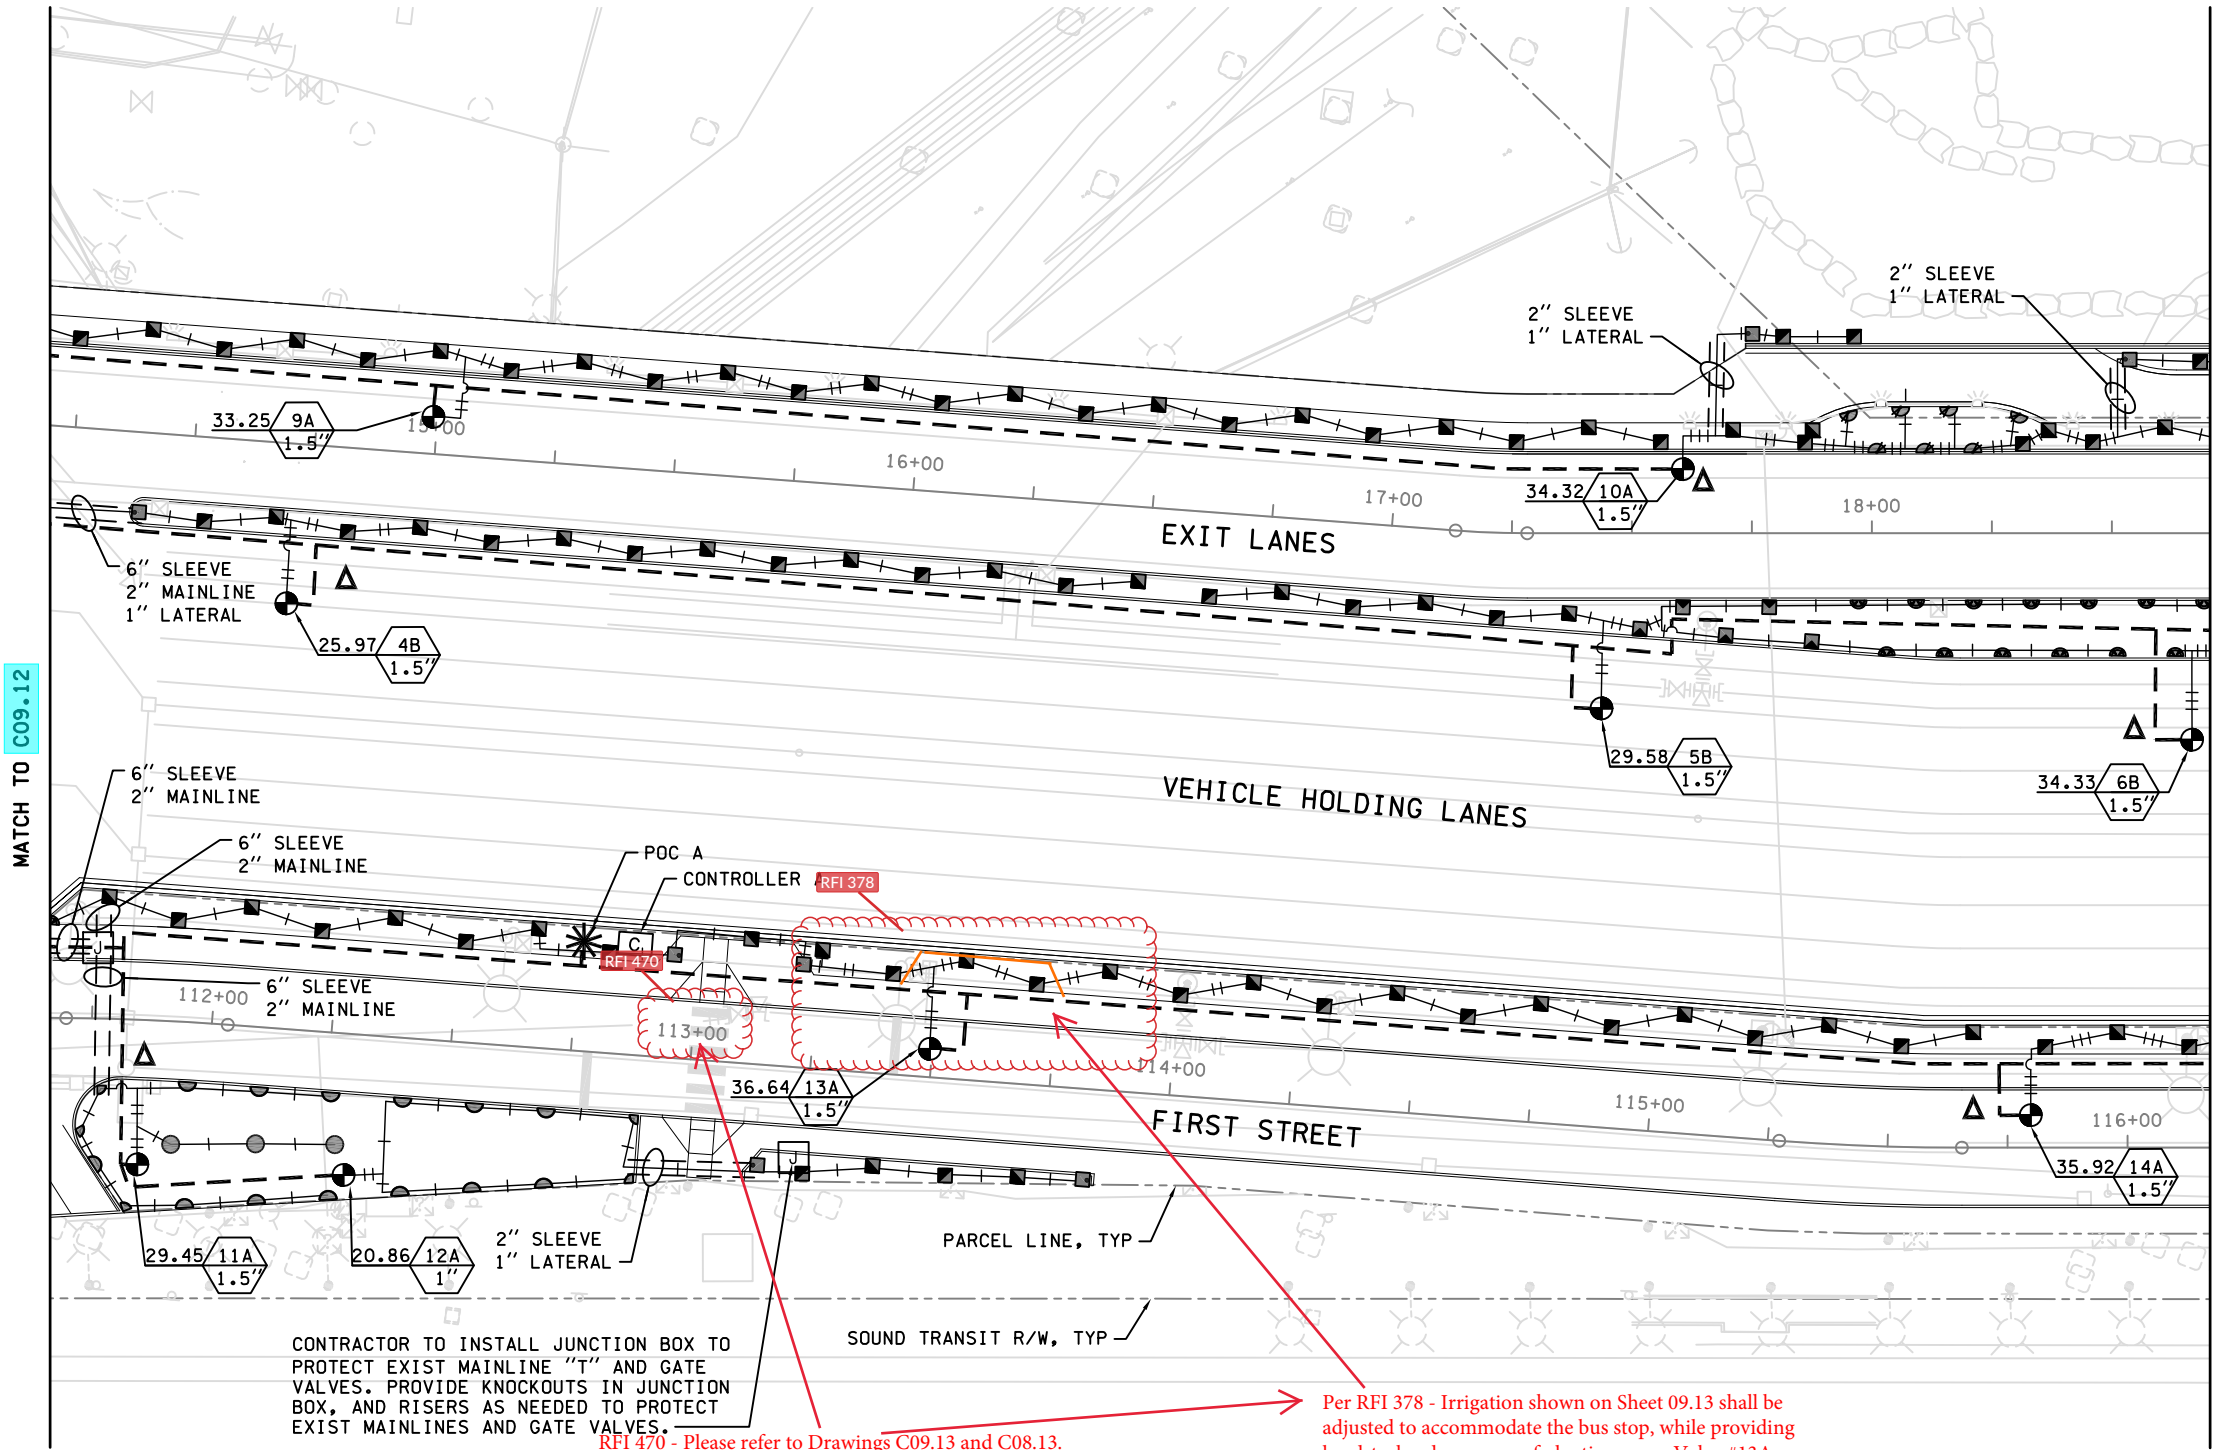 2" SLEEVE
1" LATERAL
2" SLEEVE
1" LATERAL
33.25 9A
1.5"
15+00
16+00
17+00
34.32 10A
1.5"
18+00
EXIT LANES
6" SLEEVE
2" MAINLINE
1" LATERAL
25.97 4B
1.5"
MATCH TO C09.12
29.58 5B
1.5"
34.33 6B
1.5"
VEHICLE HOLDING LANES
6" SLEEVE
2" MAINLINE
6" SLEEVE
2" MAINLINE
POC A
CONTROLLER
RFI 378
C
RFI 470
J
6" SLEEVE
2" MAINLINE
112+00
113+00
114+00
36.64 13A
1.5"
115+00
116+00
FIRST STREET
J
35.92 14A
1.5"
29.45 11A
1.5"
20.86 12A
1"
2" SLEEVE
1" LATERAL
PARCEL LINE, TYP
SOUND TRANSIT R/W, TYP
CONTRACTOR TO INSTALL JUNCTION BOX TO
PROTECT EXIST MAINLINE "T" AND GATE
VALVES. PROVIDE KNOCKOUTS IN JUNCTION
BOX, AND RISERS AS NEEDED TO PROTECT
EXIST MAINLINES AND GATE VALVES.
RFI 470 - Please refer to Drawings C09.13 and C08.13.
Per RFI 378 - Irrigation shown on Sheet 09.13 shall be
adjusted to accommodate the bus stop, while providing